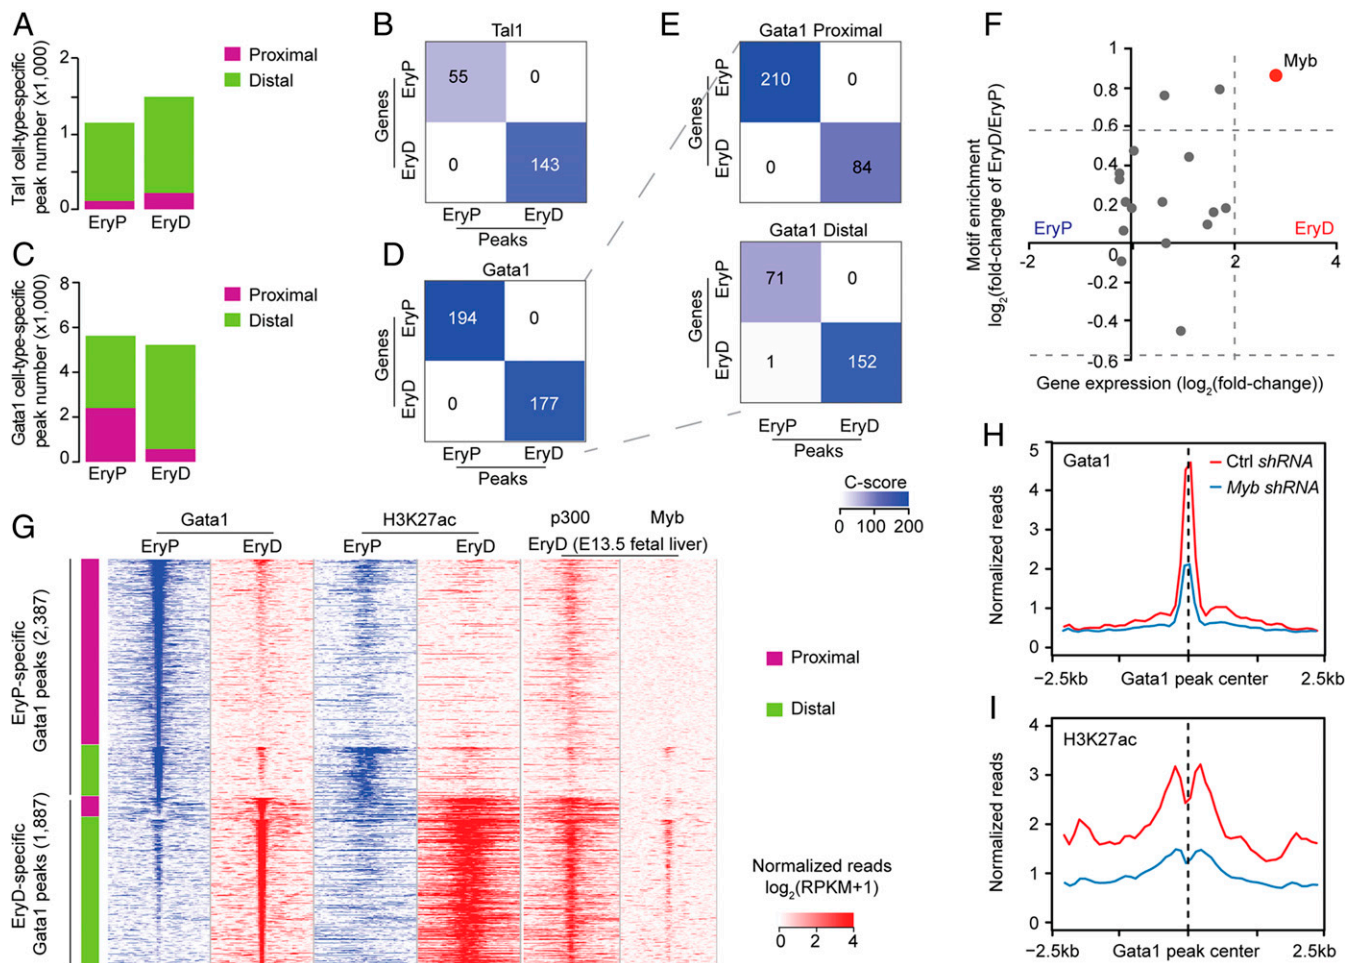 A
Tal1 cell-type-specific
peak number (x1,000)
2
1
0
EryP
EryD
Proximal
Distal
B
Tal1
Genes
EryP
EryD
55
0
0
143
EryP
EryD
Peaks
C
Gata1 cell-type-specific
peak number (x1,000)
8
6
4
2
0
EryP
EryD
Proximal
Distal
D
Gata1
Genes
EryP
EryD
194
0
0
177
EryP
EryD
Peaks
E
Gata1 Proximal
Genes
EryP
EryD
210
0
0
84
Gata1 Distal
Genes
EryP
EryD
71
0
1
152
EryP
EryD
Peaks
C-score
0 100 200
F
Motif enrichment
log2(fold-change of EryD/EryP)
1
0.8
0.6
0.4
0.2
0
-0.2
-0.4
-0.6
Myb
EryP
EryD
-2
0
2
4
Gene expression (log2(fold-change))
G
Gata1
H3K27ac
p300
Myb
EryP
EryD
EryP
EryD
EryD (E13.5 fetal liver)
EryP-specific
Gata1 peaks (2,387)
EryD-specific
Gata1 peaks (1,887)
Proximal
Distal
Normalized reads
log2(RPKM+1)
0 2 4
H
Gata1
Ctrl shRNA
Myb shRNA
Normalized reads
5
4
3
2
1
0
−2.5kb
Gata1 peak center
2.5kb
I
H3K27ac
Normalized reads
4
3
2
1
0
−2.5kb
Gata1 peak center
2.5kb